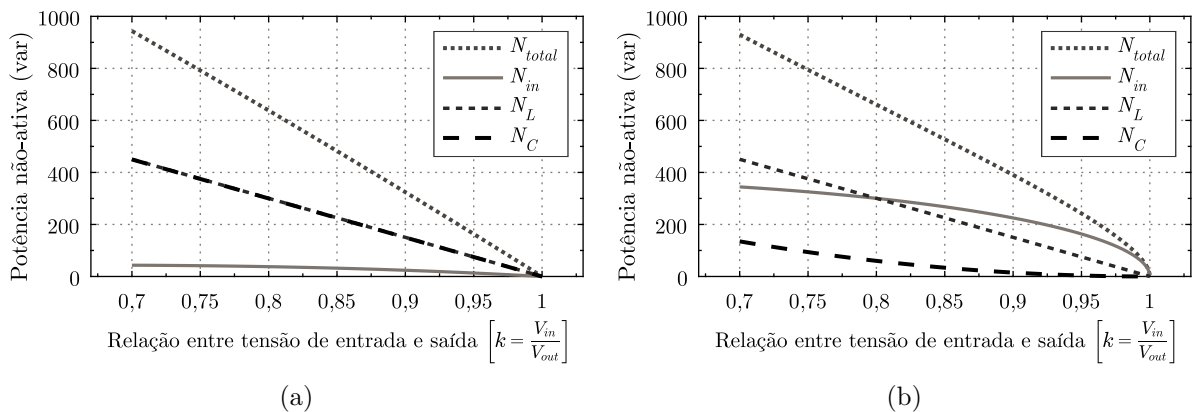 Potência não-ativa (var)
1000
800
600
400
200
0
0,7
0,75
0,8
0,85
0,9
0,95
1
N_total
N_in
N_L
N_C
Relação entre tensão de entrada e saída [k = V_in/V_out]
(a)
Potência não-ativa (var)
1000
800
600
400
200
0
0,7
0,75
0,8
0,85
0,9
0,95
1
N_total
N_in
N_L
N_C
Relação entre tensão de entrada e saída [k = V_in/V_out]
(b)